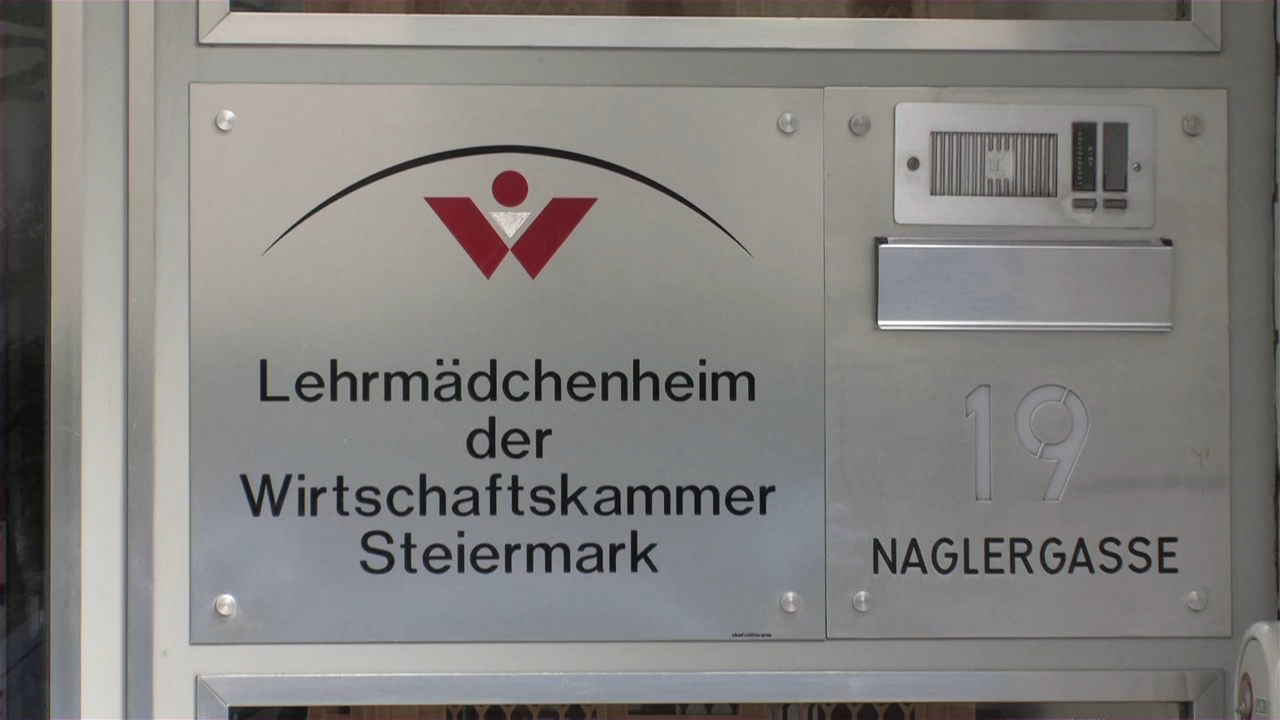 Lehrmädchenheim
der
Wirtschaftskammer
Steiermark
19
NAGLERGASSE